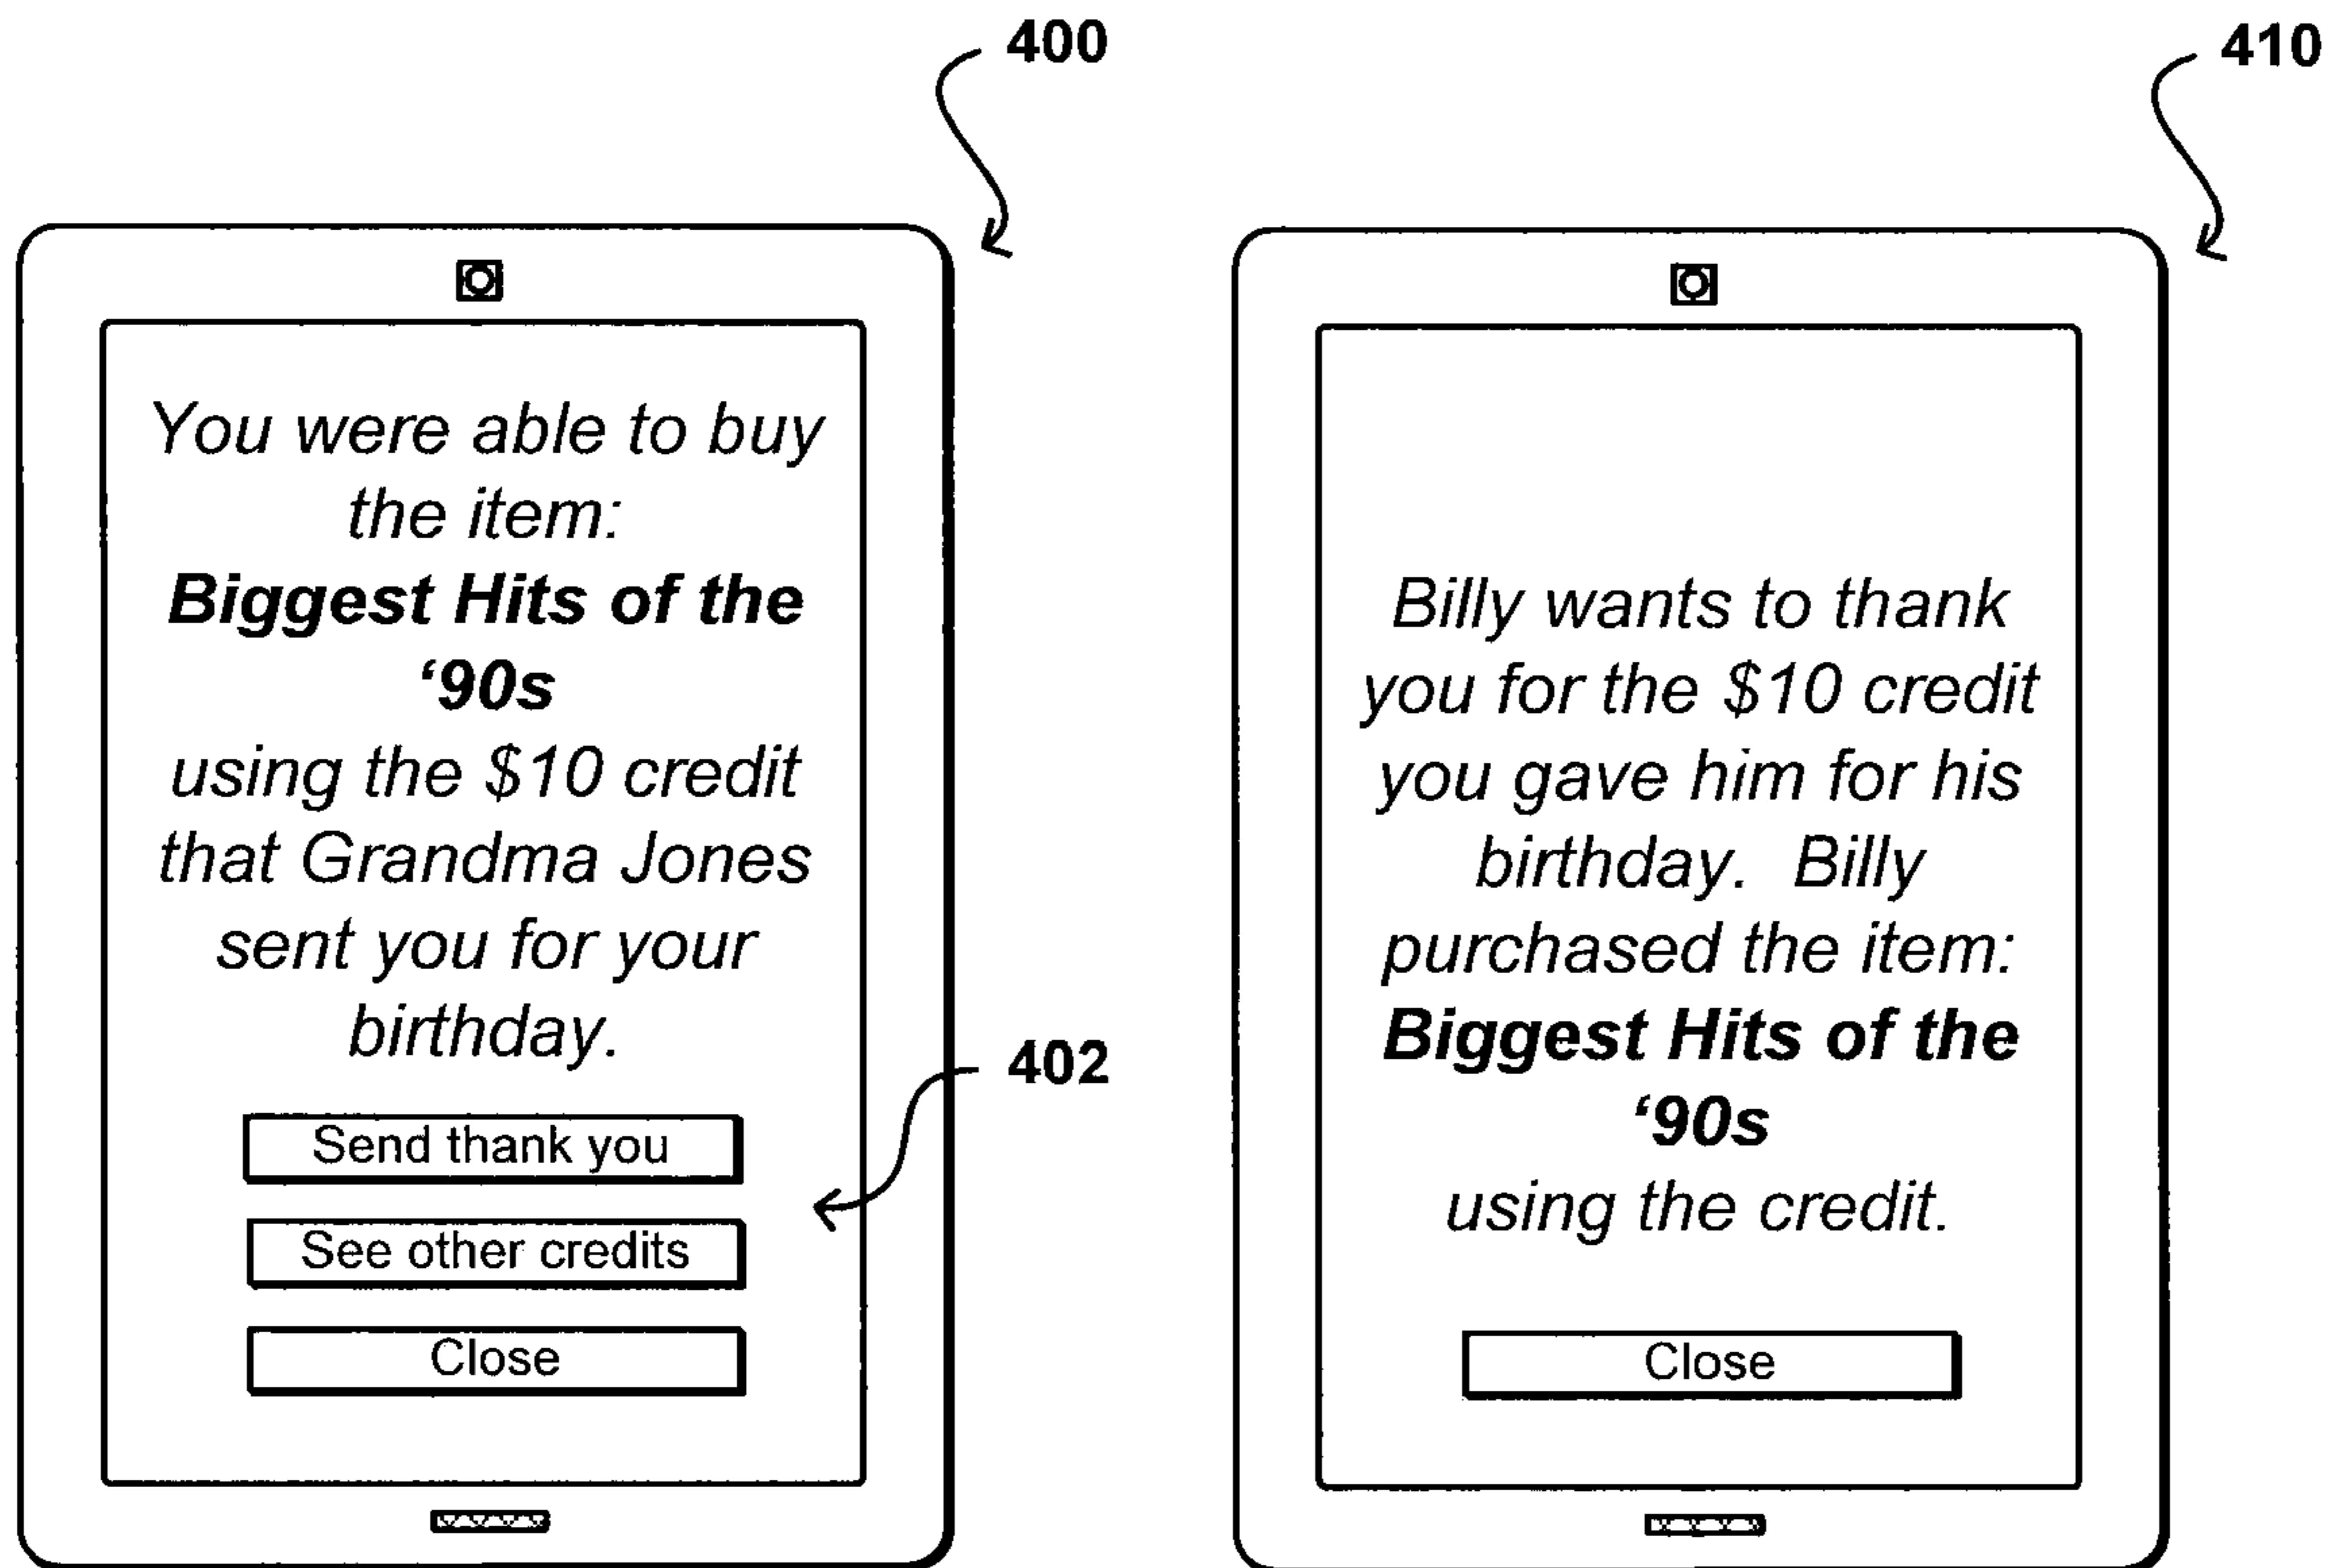 400
You were able to buy
the item:
Biggest Hits of the
‘90s
using the $10 credit
that Grandma Jones
sent you for your
birthday.
402
Send thank you
See other credits
Close
410
Billy wants to thank
you for the $10 credit
you gave him for his
birthday.  Billy
purchased the item:
Biggest Hits of the
‘90s
using the credit.
Close